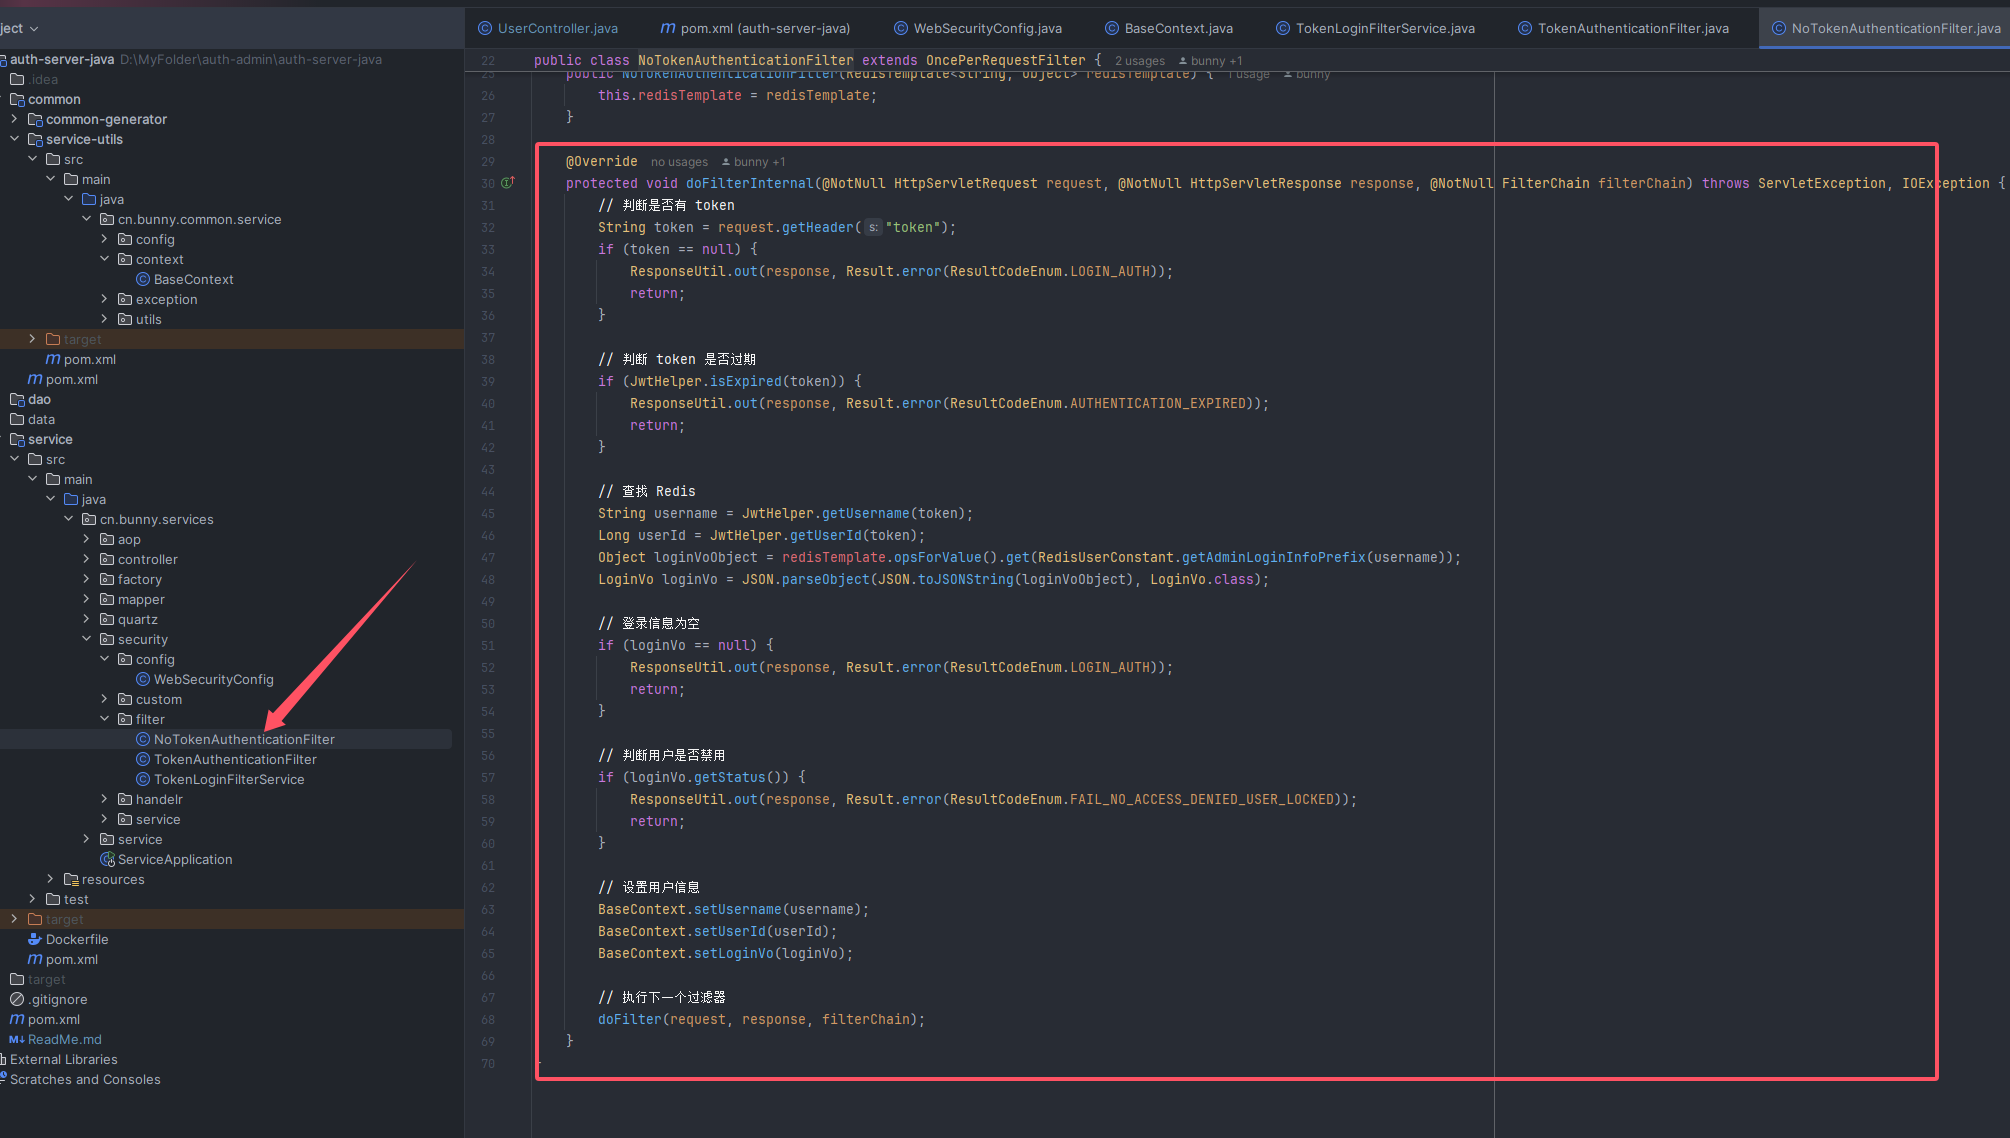 ject
UserController.java
pom.xml (auth-server-java)
WebSecurityConfig.java
BaseContext.java
TokenLoginFilterService.java
TokenAuthenticationFilter.java
NoTokenAuthenticationFilter.java
auth-server-java D:\MyFolder\auth-admin\auth-server-java
.idea
common
common-generator
service-utils
src
main
java
cn.bunny.common.service
config
context
BaseContext
exception
utils
target
pom.xml
pom.xml
dao
data
service
src
main
java
cn.bunny.services
aop
controller
factory
mapper
quartz
security
config
WebSecurityConfig
custom
filter
NoTokenAuthenticationFilter
TokenAuthenticationFilter
TokenLoginFilterService
handelr
service
service
ServiceApplication
resources
test
target
Dockerfile
pom.xml
target
.gitignore
pom.xml
ReadMe.md
External Libraries
Scratches and Consoles
22 public class NoTokenAuthenticationFilter extends OncePerRequestFilter { 2 usages bunny +1
25 public NoTokenAuthenticationFilter(RedisTemplate<String, Object> redisTemplate) { 1 usage bunny
26 this.redisTemplate = redisTemplate;
27 }
28
29 @Override no usages bunny +1
30 protected void doFilterInternal(@NotNull HttpServletRequest request, @NotNull HttpServletResponse response, @NotNull FilterChain filterChain) throws ServletException, IOException {
31 // 判断是否有 token
32 String token = request.getHeader( s: "token");
33 if (token == null) {
34 ResponseUtil.out(response, Result.error(ResultCodeEnum.LOGIN_AUTH));
35 return;
36 }
37
38 // 判断 token 是否过期
39 if (JwtHelper.isExpired(token)) {
40 ResponseUtil.out(response, Result.error(ResultCodeEnum.AUTHENTICATION_EXPIRED));
41 return;
42 }
43
44 // 查找 Redis
45 String username = JwtHelper.getUsername(token);
46 Long userId = JwtHelper.getUserId(token);
47 Object loginVoObject = redisTemplate.opsForValue().get(RedisUserConstant.getAdminLoginInfoPrefix(username));
48 LoginVo loginVo = JSON.parseObject(JSON.toJSONString(loginVoObject), LoginVo.class);
49
50 // 登录信息为空
51 if (loginVo == null) {
52 ResponseUtil.out(response, Result.error(ResultCodeEnum.LOGIN_AUTH));
53 return;
54 }
55
56 // 判断用户是否禁用
57 if (loginVo.getStatus()) {
58 ResponseUtil.out(response, Result.error(ResultCodeEnum.FAIL_NO_ACCESS_DENIED_USER_LOCKED));
59 return;
60 }
61
62 // 设置用户信息
63 BaseContext.setUsername(username);
64 BaseContext.setUserId(userId);
65 BaseContext.setLoginVo(loginVo);
66
67 // 执行下一个过滤器
68 doFilter(request, response, filterChain);
69 }
70